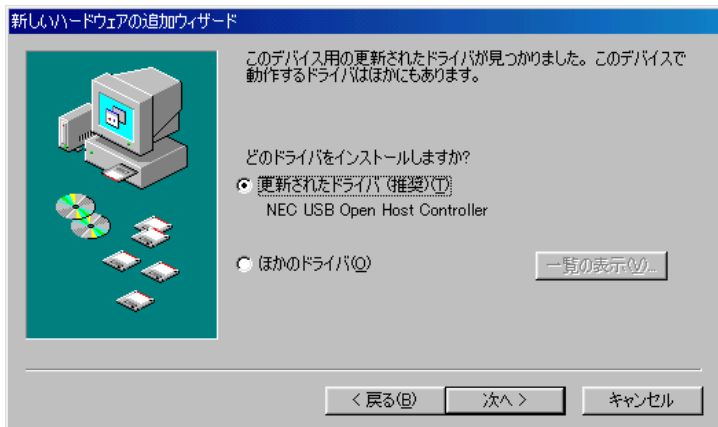 新しいハードウェアの追加ウィザード
このデバイス用の更新されたドライバが見つかりました。このデバイスで
動作するドライバはほかにもあります。
どのドライバをインストールしますか?
更新されたドライバ (推奨)(T)
NEC USB Open Host Controller
ほかのドライバ(O)
一覧の表示(V)...
< 戻る(B)
次へ >
キャンセル